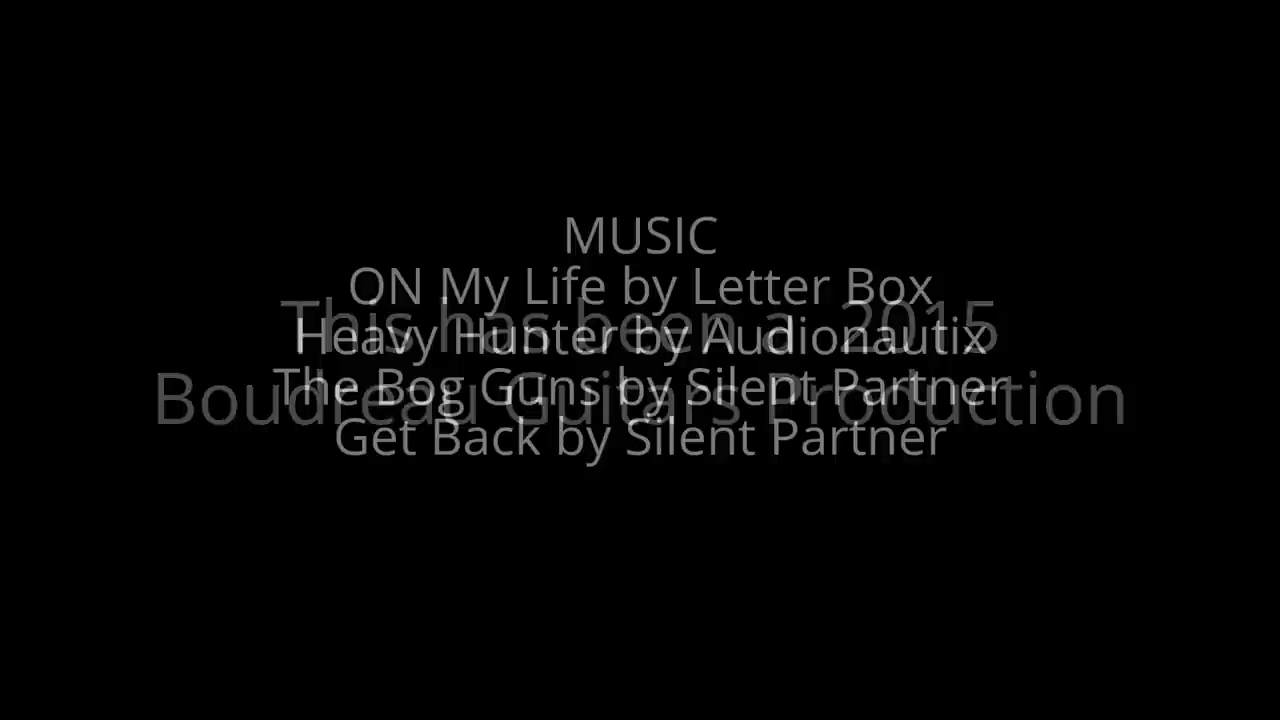 MUSIC
ON My Life by Letter Box
Heavy Hunter by Audionautix
The Bog Guns by Silent Partner
Get Back by Silent Partner
This has been a 2015
Boudreau Guitars Production